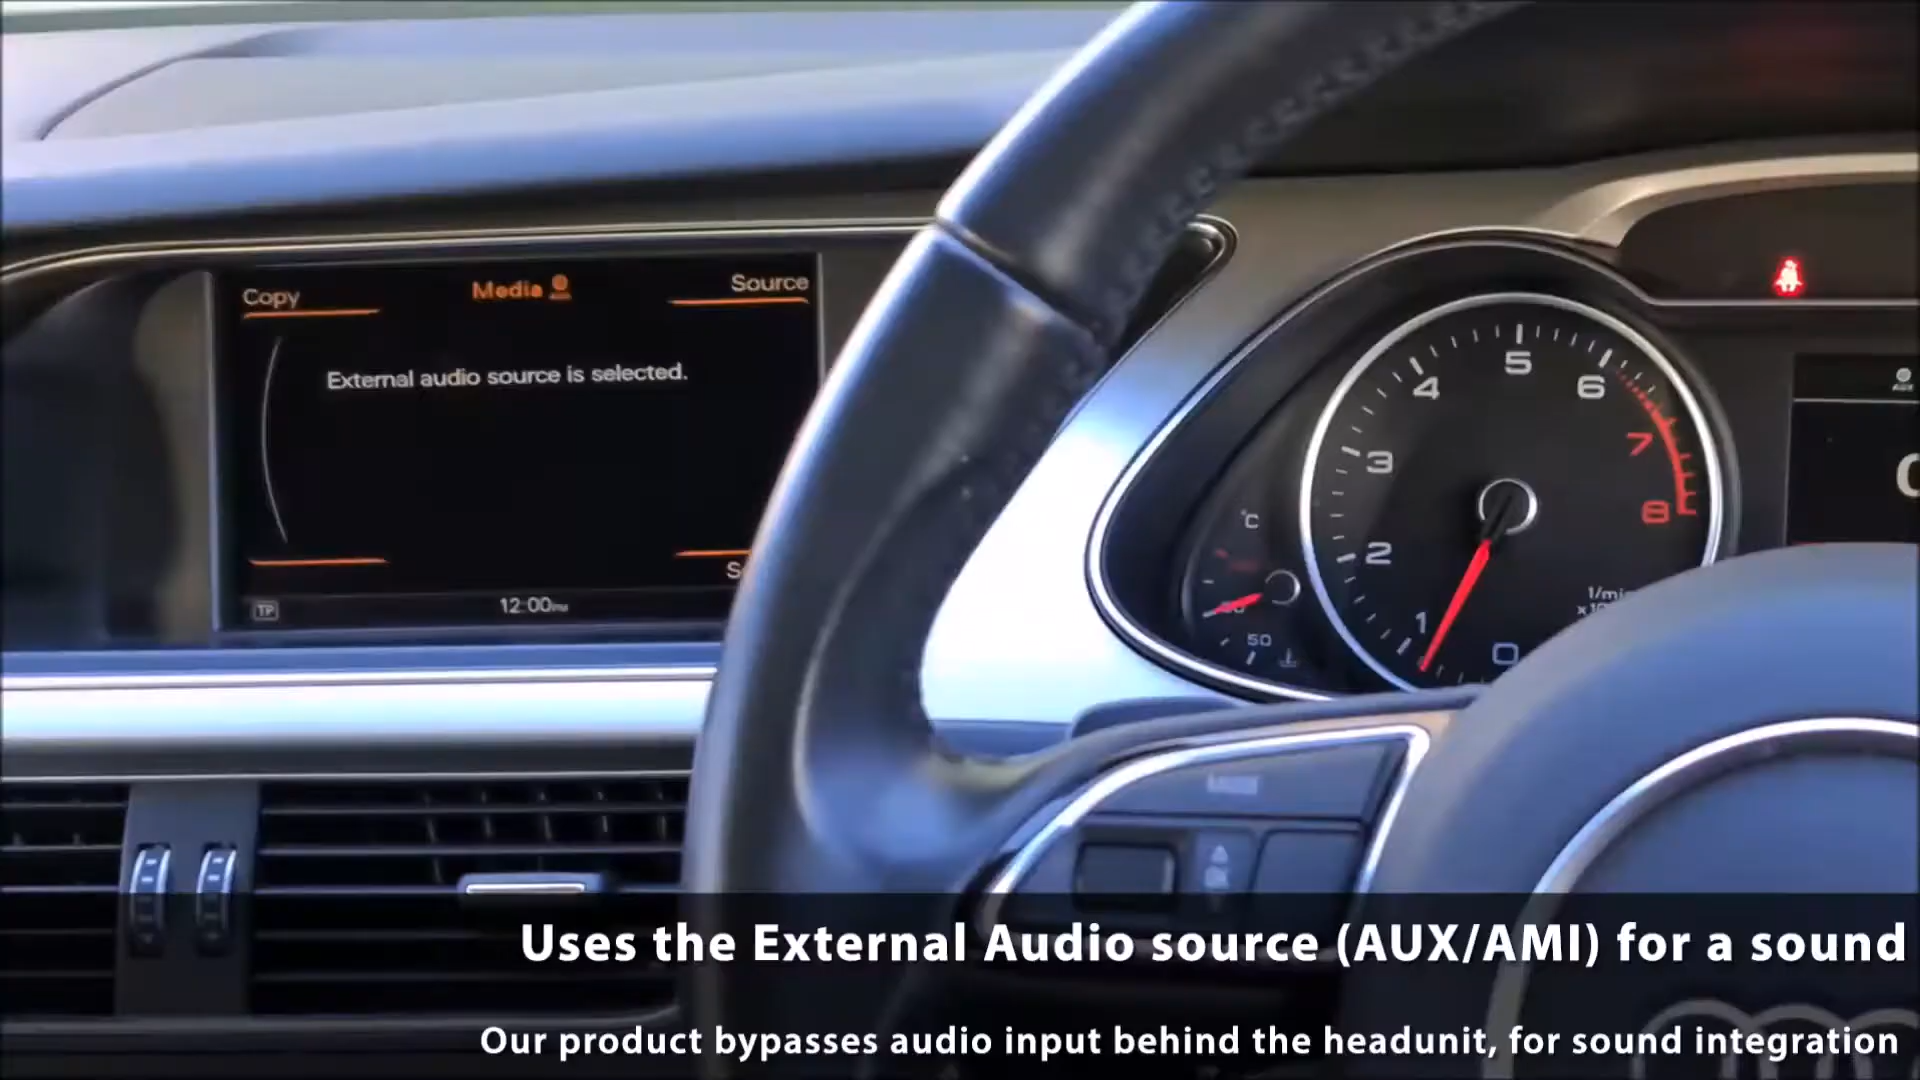 Copy
Media
Source
External audio source is selected.
TP
12:00PM
°C
50
1
2
3
4
5
6
7
8
0
AUX
Uses the External Audio source (AUX/AMI) for a sound
Our product bypasses audio input behind the headunit, for sound integration